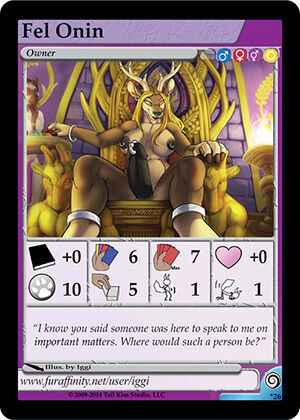 Fel Onin
Owner
+0 6 7 +0
Max
10 5 1 1
"I know you said someone was here to speak to me on
important matters. Where would such a person be?"
Illus. by Iggi
www.furaffinity.net/user/iggi
© 2009-2014 Tail Kiss Studio, LLC
*26